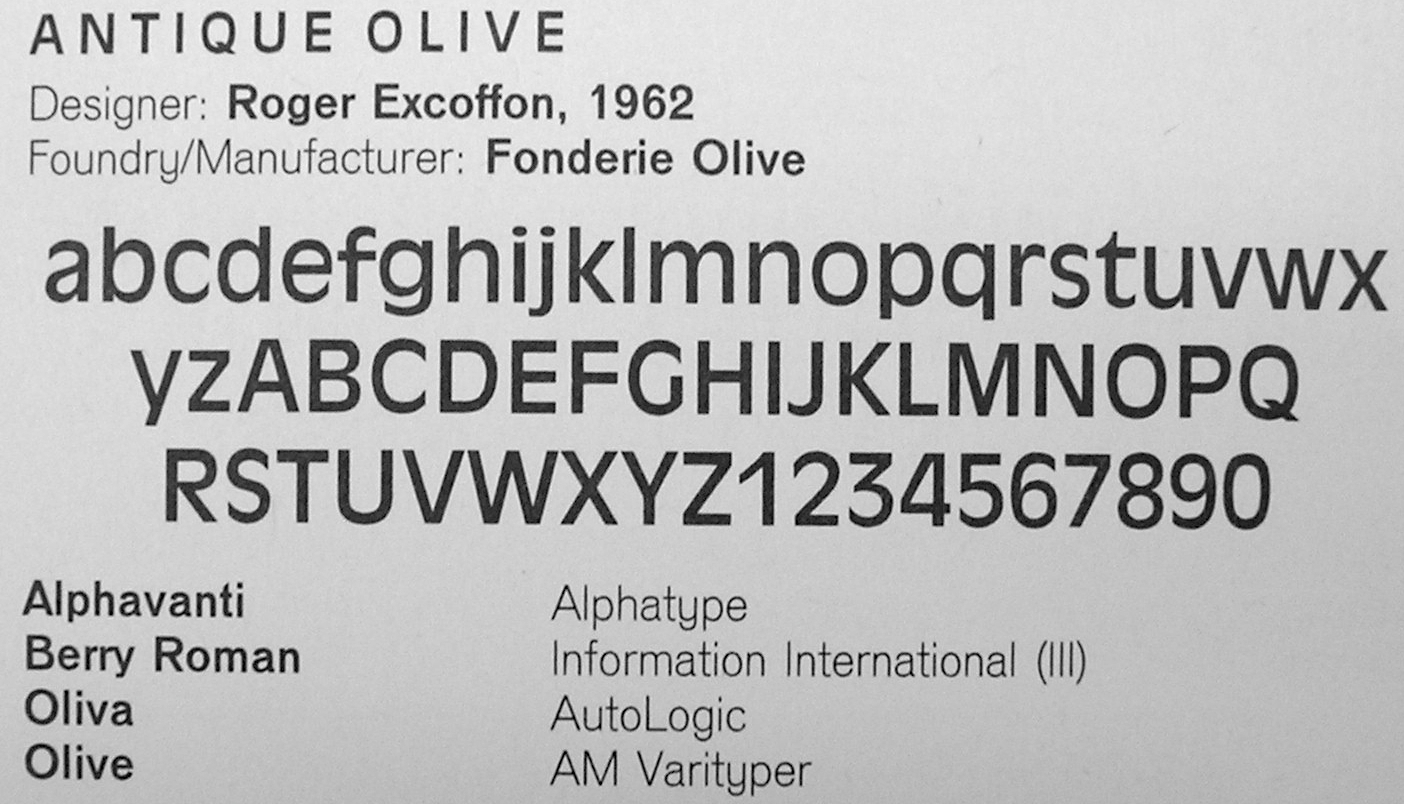 ANTIQUE OLIVE
Designer: Roger Excoffon, 1962
Foundry/Manufacturer: Fonderie Olive
abcdefghijklmnopqrstuvwx
yzABCDEFGHIJKLMNOPQ
RSTUVWXYZ1234567890
Alphavanti Alphatype
Berry Roman Information International (III)
Oliva AutoLogic
Olive AM Varityper